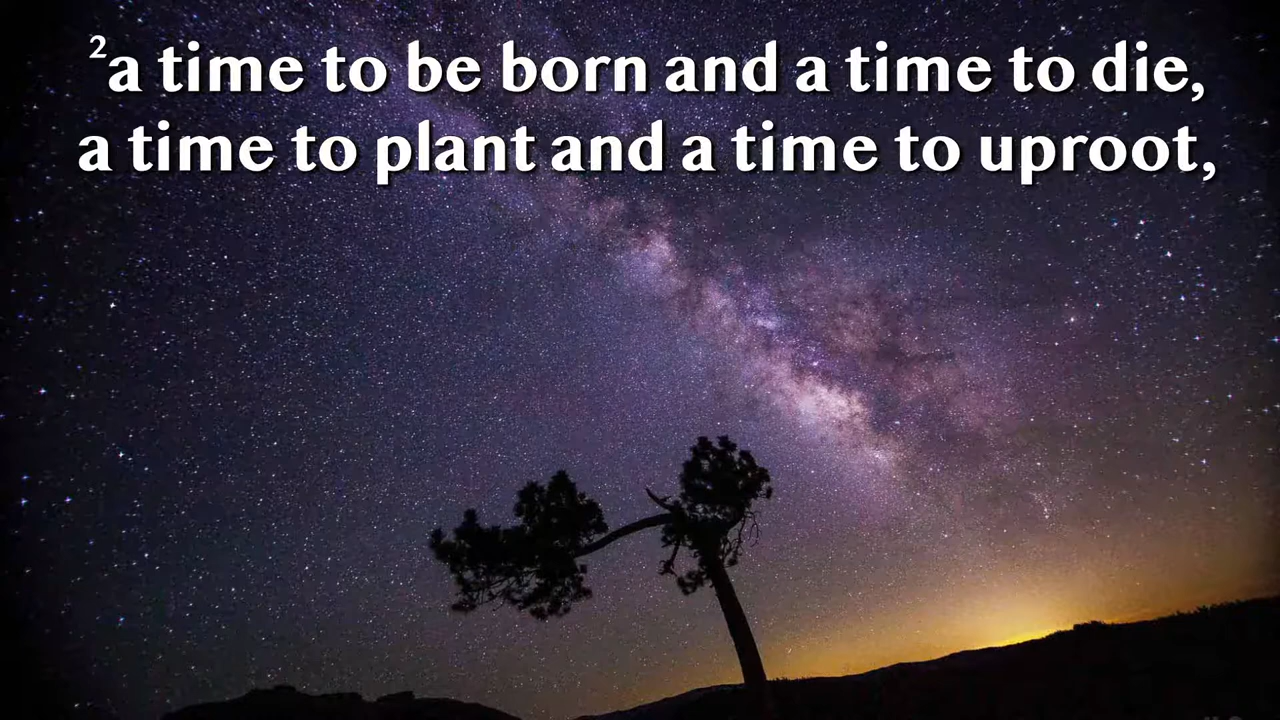 ²a time to be born and a time to die,
a time to plant and a time to uproot,